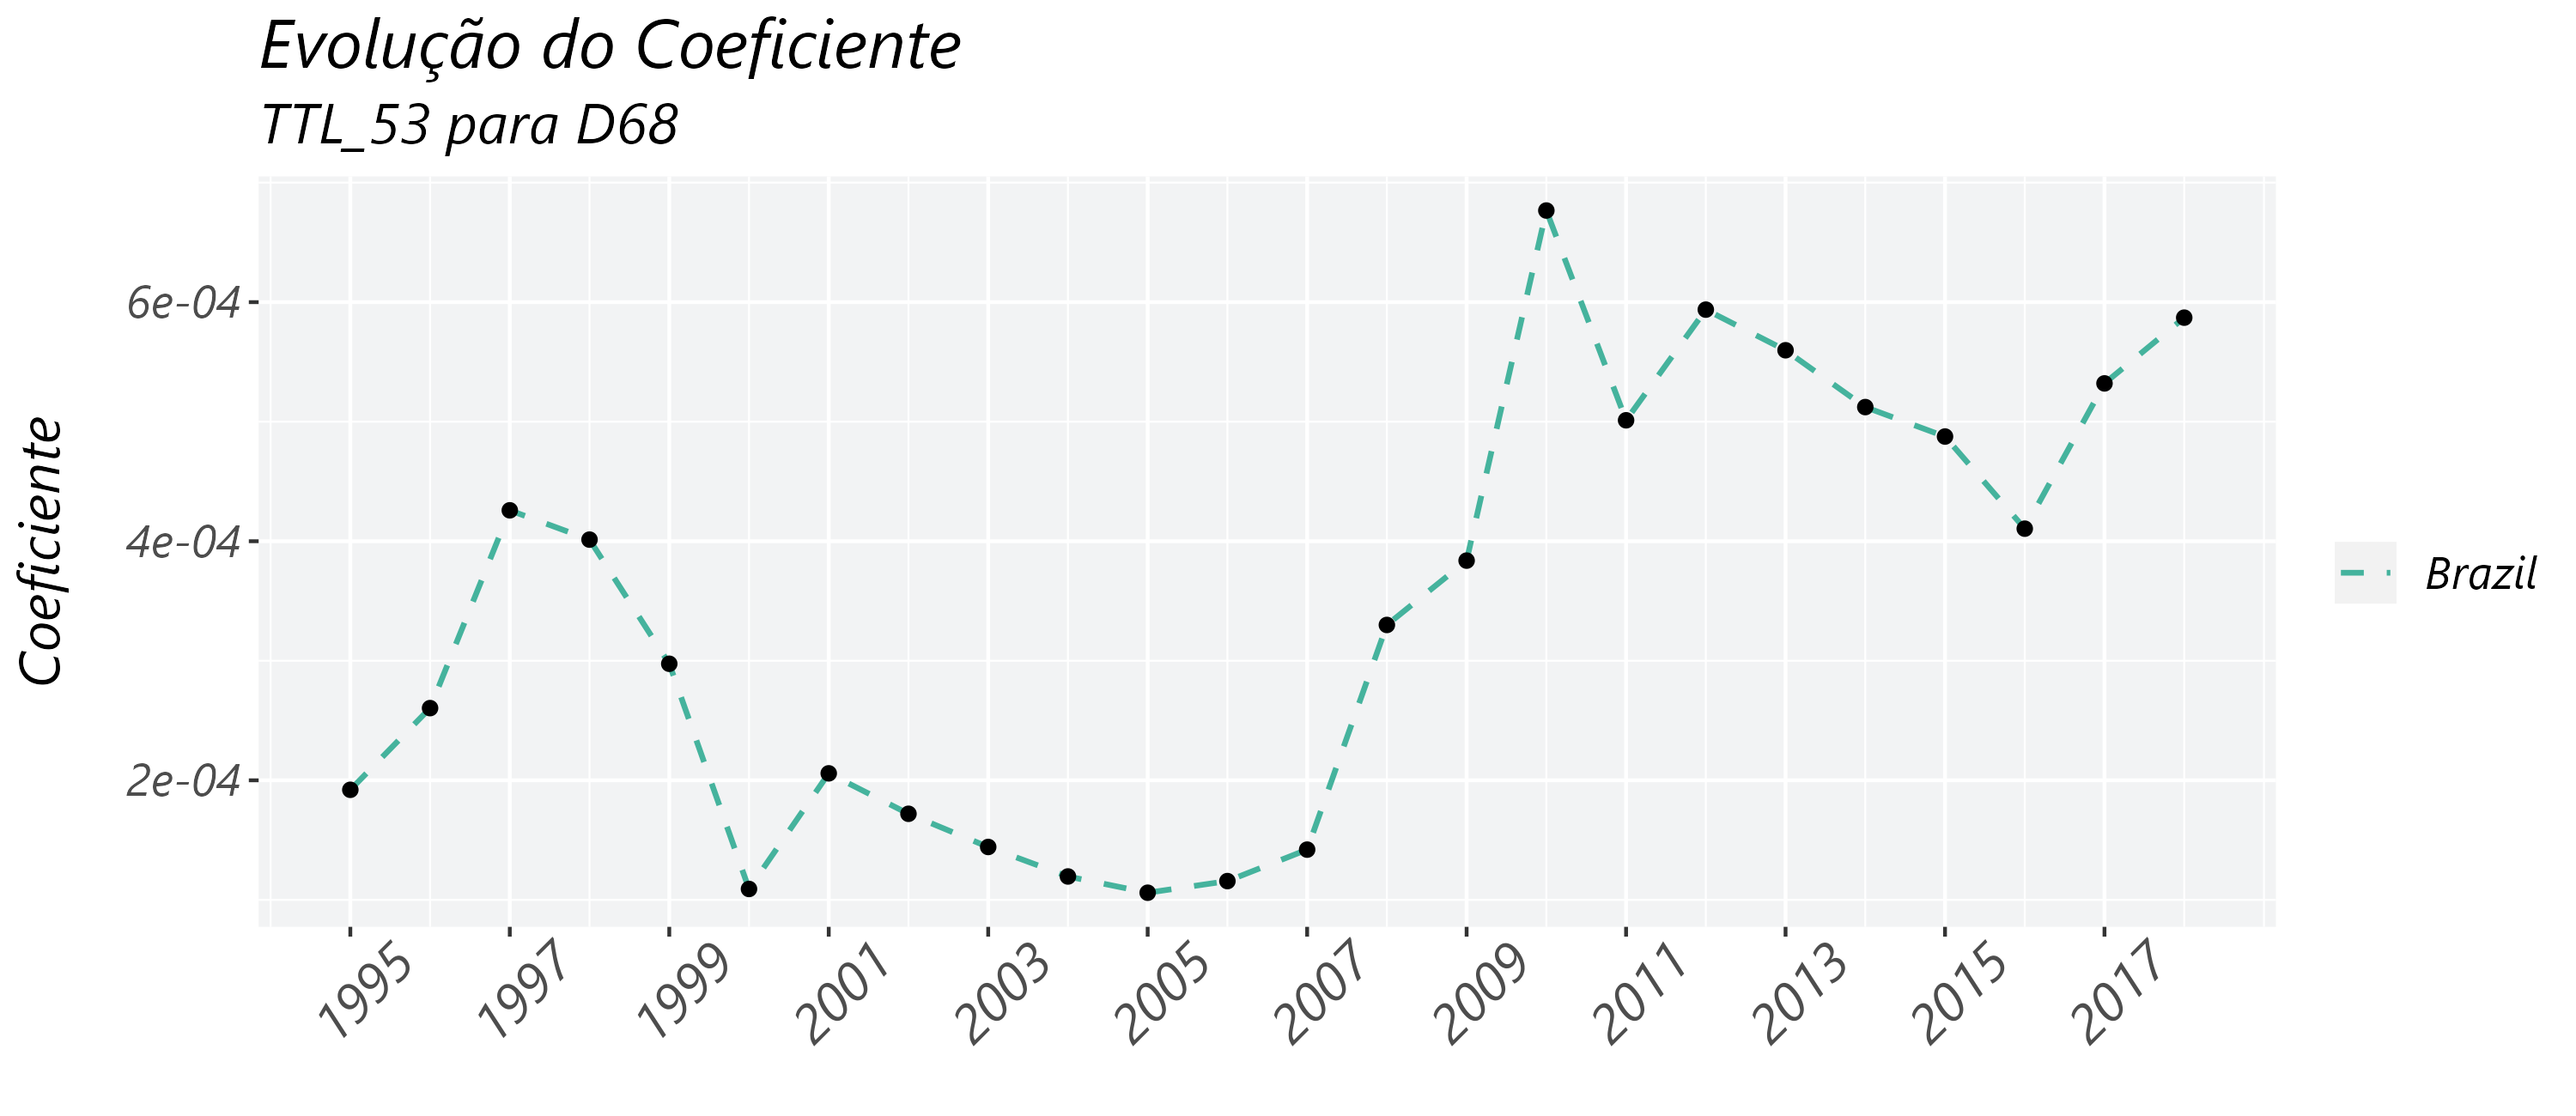 Evolução do Coeficiente
TTL_53 para D68
Coeficiente
6e-04
4e-04
2e-04
1995
1997
1999
2001
2003
2005
2007
2009
2011
2013
2015
2017
Brazil